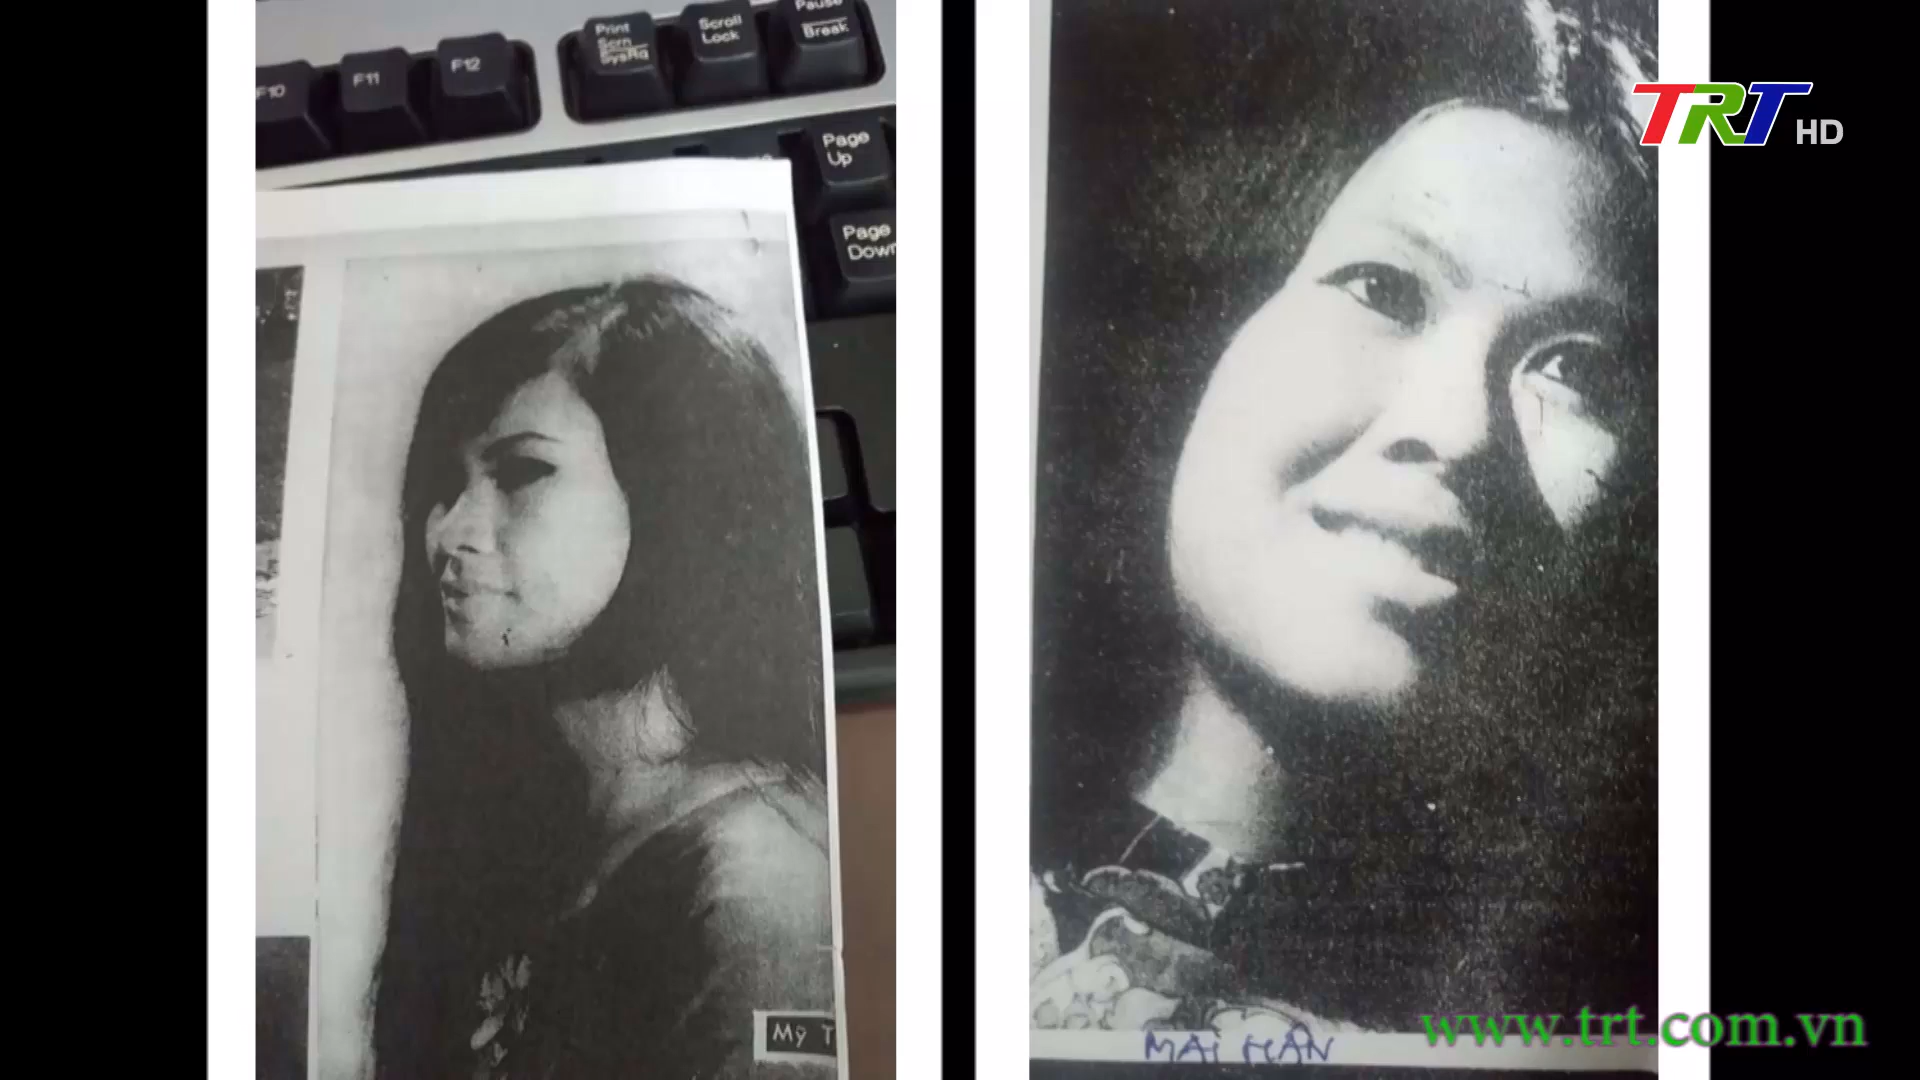 F10
F11
F12
Print
Scrn
SysRq
Scroll
Lock
Pause
Break
Page
Up
Page
Down
TRT HD
Mỹ T
MAI HÂN
www.trt.com.vn